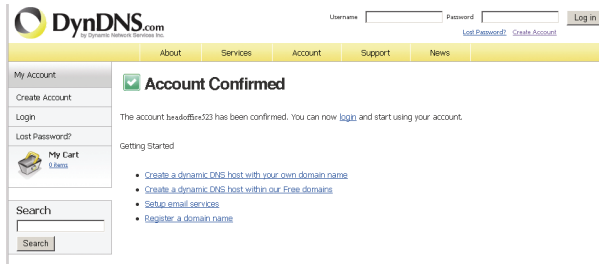 DynDNS.com
by Dynamic Network Services Inc.
Username
Password
Log in
Lost Password? Create Account
About Services Account Support News
My Account
Create Account
Login
Lost Password?
My Cart
0 items
Search
Search
Account Confirmed
The account headoffice523 has been confirmed. You can now login and start using your account.
Getting Started
Create a dynamic DNS host with your own domain name
Create a dynamic DNS host within our Free domains
Setup email services
Register a domain name